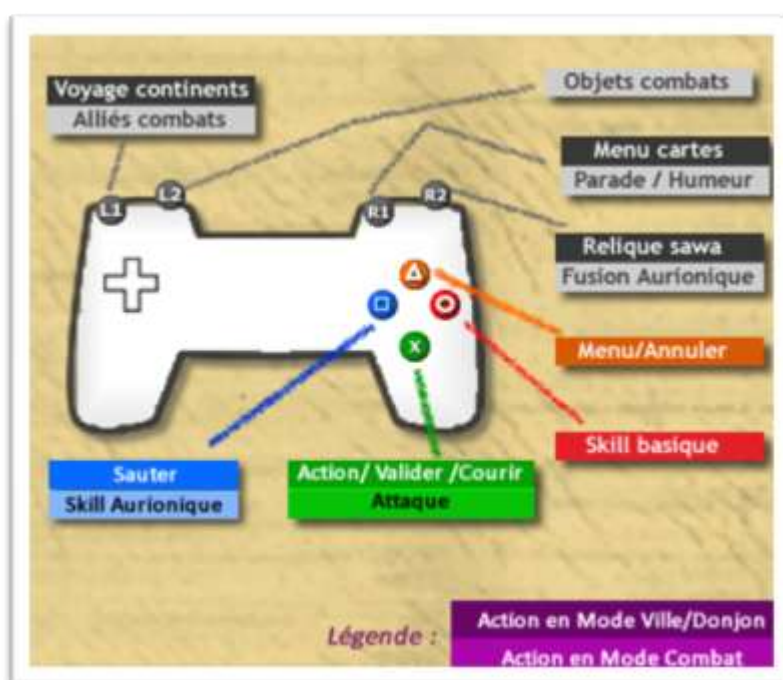 Voyage continents
Alliés combats
Objets combats
Menu cartes
Parade / Humeur
L1
L2
R1
R2
Relique sawa
Fusion Aurionique
X
Menu/Annuler
Skill basique
Sauter
Skill Aurionique
Action/ Valider /Courir
Attaque
Légende :
Action en Mode Ville/Donjon
Action en Mode Combat